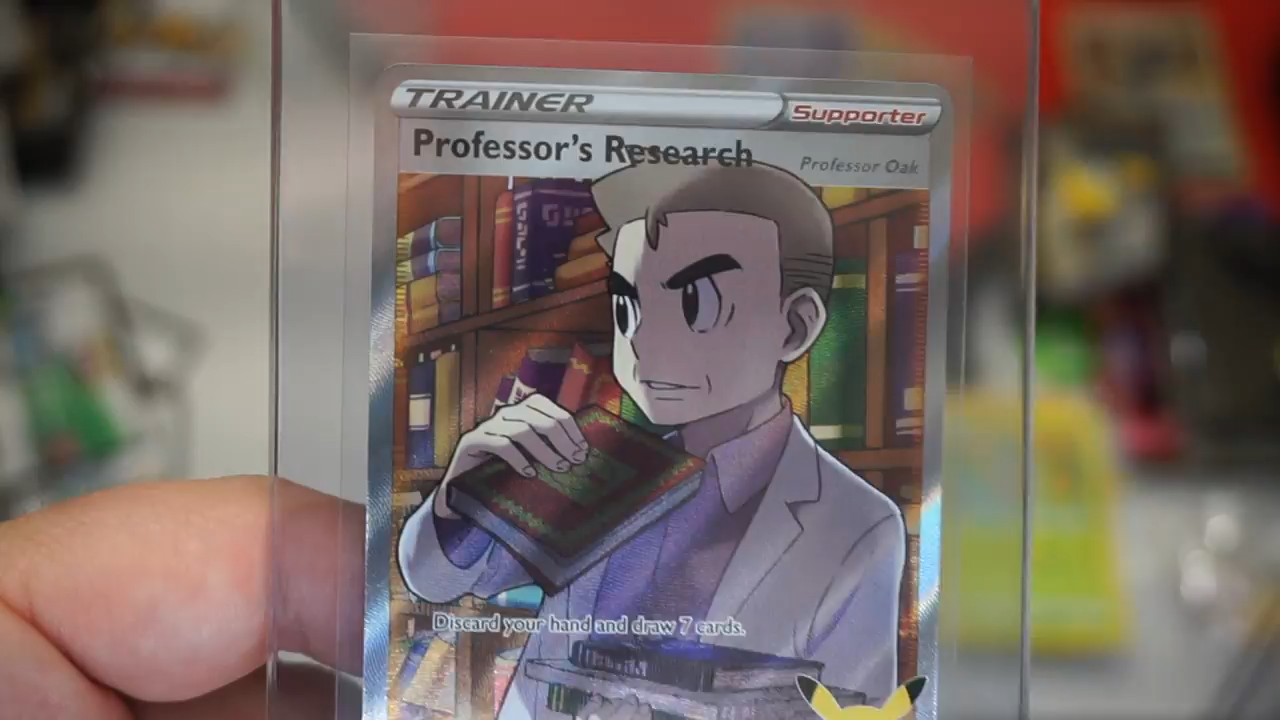 TRAINER Supporter
Professor's Research Professor Oak
Discard your hand and draw 7 cards.